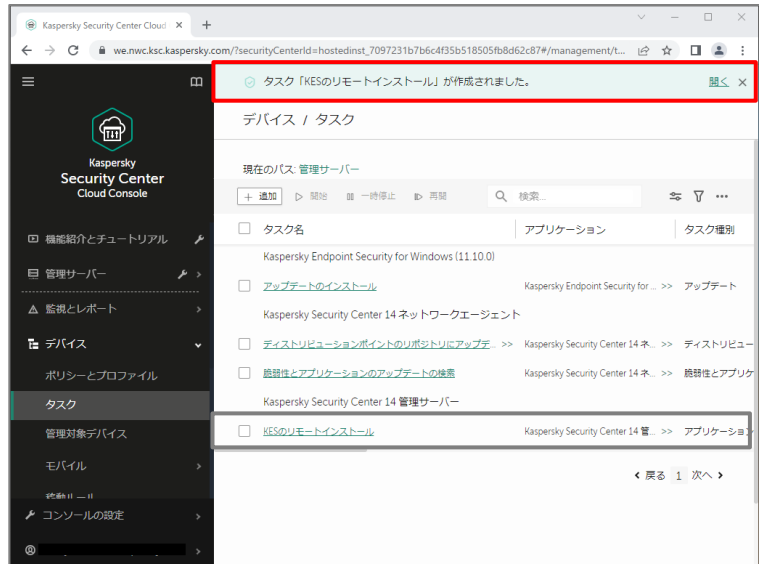 Kaspersky Security Center Cloud
we.nwc.ksc.kaspersky.com/?securityCenterId=hostedinst_7097231b7b6c4f35b518505fb8d62c87#/management/t...
タスク「KESのリモートインストール」が作成されました。 開く
デバイス / タスク
Kaspersky
Security Center
Cloud Console
現在のパス: 管理サーバー
追加 開始 一時停止 再開 検索...
機能紹介とチュートリアル
管理サーバー
監視とレポート
デバイス
ポリシーとプロファイル
タスク
管理対象デバイス
モバイル
移動ルール
コンソールの設定
タスク名 アプリケーション タスク種別
Kaspersky Endpoint Security for Windows (11.10.0)
アップデートのインストール Kaspersky Endpoint Security for ... >> アップデート
Kaspersky Security Center 14 ネットワークエージェント
ディストリビューションポイントのリポジトリにアップデ... >> Kaspersky Security Center 14 ネ... >> ディストリビュー
脆弱性とアプリケーションのアップデートの検索 Kaspersky Security Center 14 ネ... >> 脆弱性とアプリケ
Kaspersky Security Center 14 管理サーバー
KESのリモートインストール Kaspersky Security Center 14 管... >> アプリケーション
戻る 1 次へ